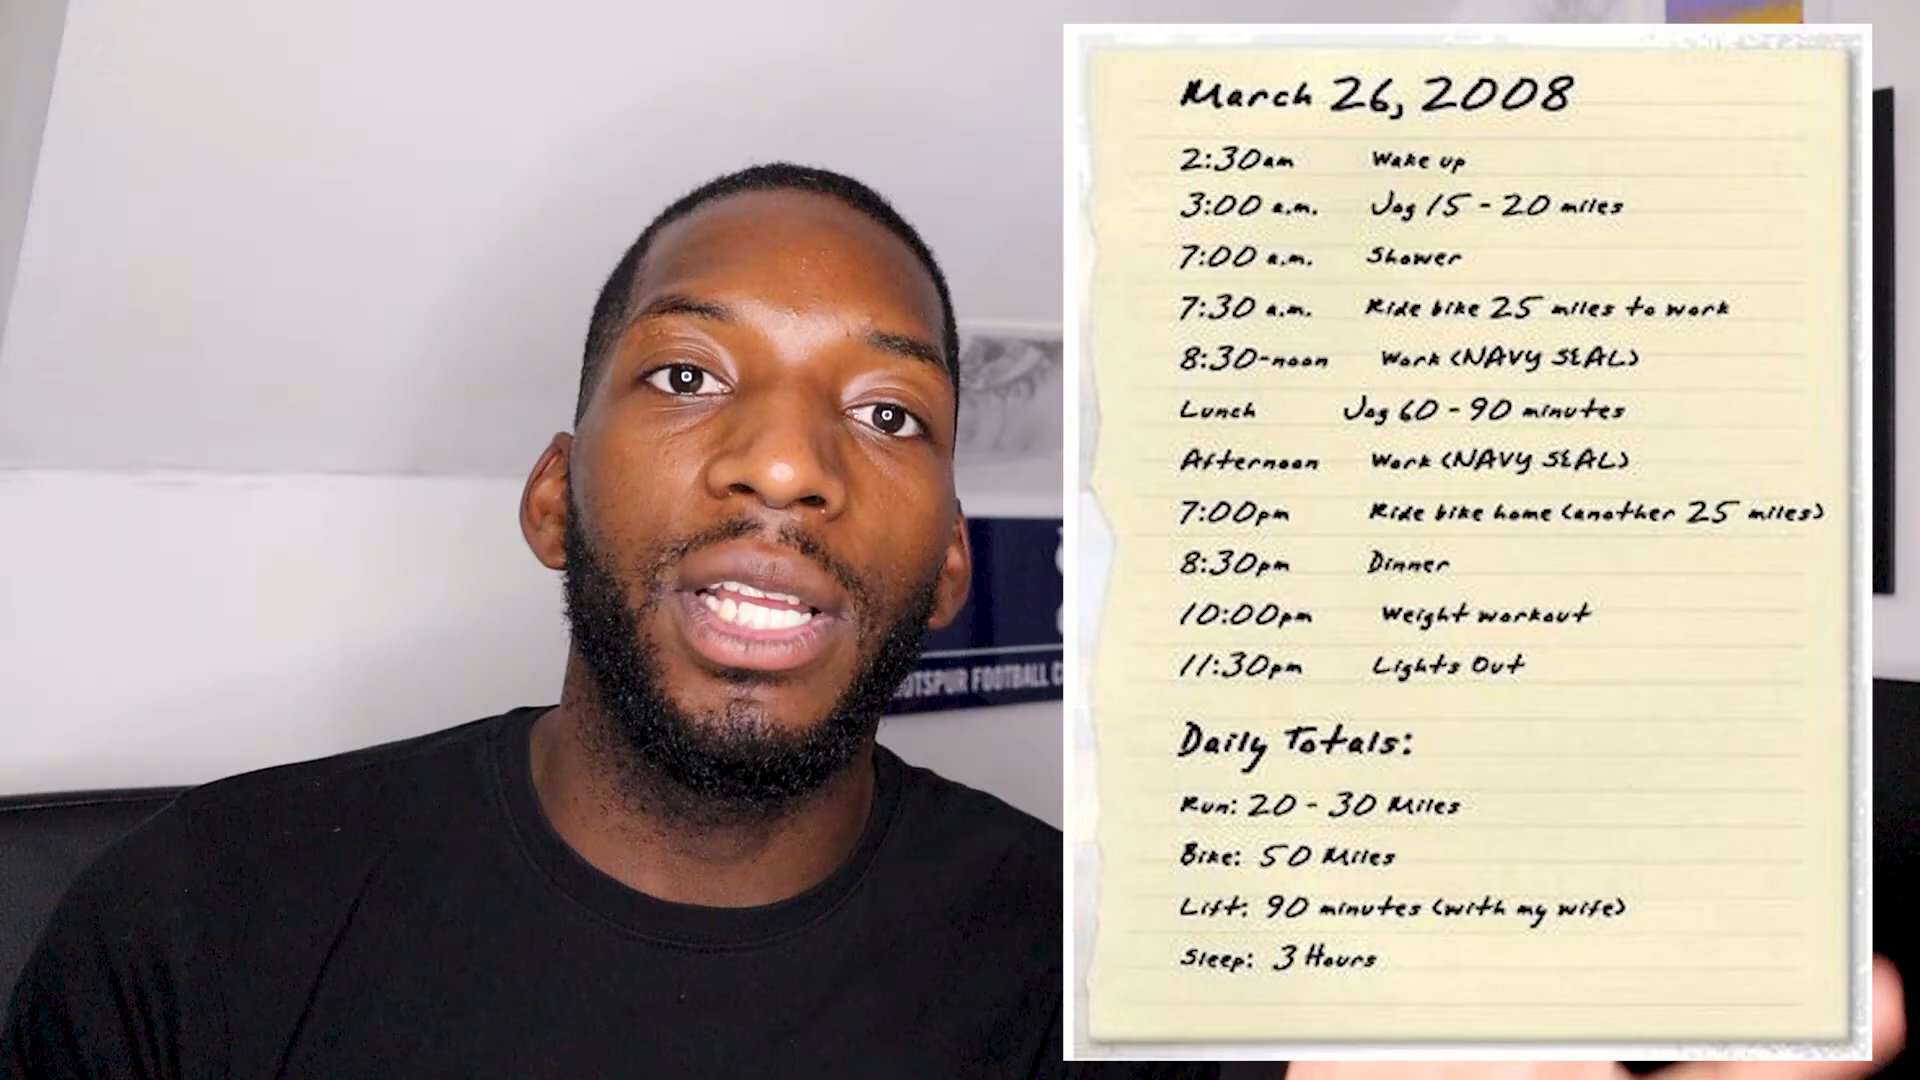 March 26, 2008
2:30am Wake up
3:00 a.m. Jog 15 - 20 miles
7:00 a.m. Shower
7:30 a.m. Ride bike 25 miles to work
8:30-noon Work (NAVY SEAL)
Lunch Jog 60 - 90 minutes
Afternoon Work (NAVY SEAL)
7:00pm Ride bike home (another 25 miles)
8:30pm Dinner
10:00pm Weight workout
11:30pm Lights Out
Daily Totals:
Run: 20 - 30 Miles
Bike: 50 Miles
Lift: 90 minutes (with my wife)
Sleep: 3 Hours
FOOTBALL